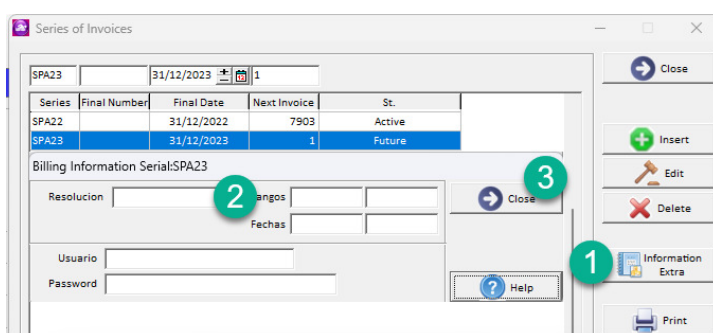 Series of Invoices
SPA23 31/12/2023 1
Close
Series Final Number Final Date Next Invoice St.
SPA22 31/12/2022 7903 Active
SPA23 31/12/2023 1 Future
Insert
Billing Information Serial:SPA23
Edit
Resolucion 2 angos Close 3
Delete
Fechas
Usuario
1 Information Extra
Password
Help
Print